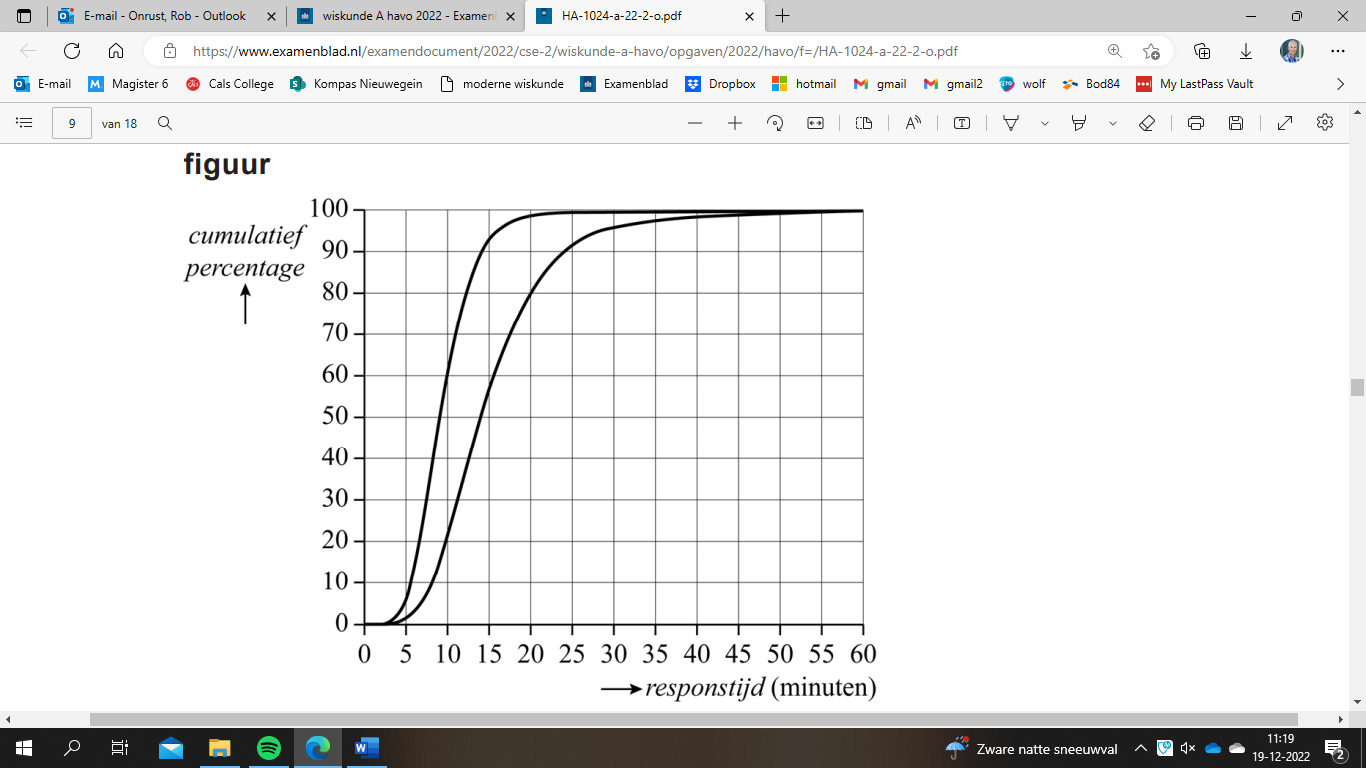 E-mail - Onrust, Rob - Outlook
wiskunde A havo 2022 - Examen
HA-1024-a-22-2-o.pdf
https://www.examenblad.nl/examendocument/2022/cse-2/wiskunde-a-havo/opgaven/2022/havo/f=/HA-1024-a-22-2-o.pdf
E-mail
Magister 6
Cals College
Kompas Nieuwegein
moderne wiskunde
Examenblad
Dropbox
hotmail
gmail
gmail2
wolf
Bod84
My LastPass Vault
9 van 18
figuur
cumulatief
percentage
100
90
80
70
60
50
40
30
20
10
0
0 5 10 15 20 25 30 35 40 45 50 55 60
responstijd (minuten)
Zware natte sneeuwval
11:19
19-12-2022
2